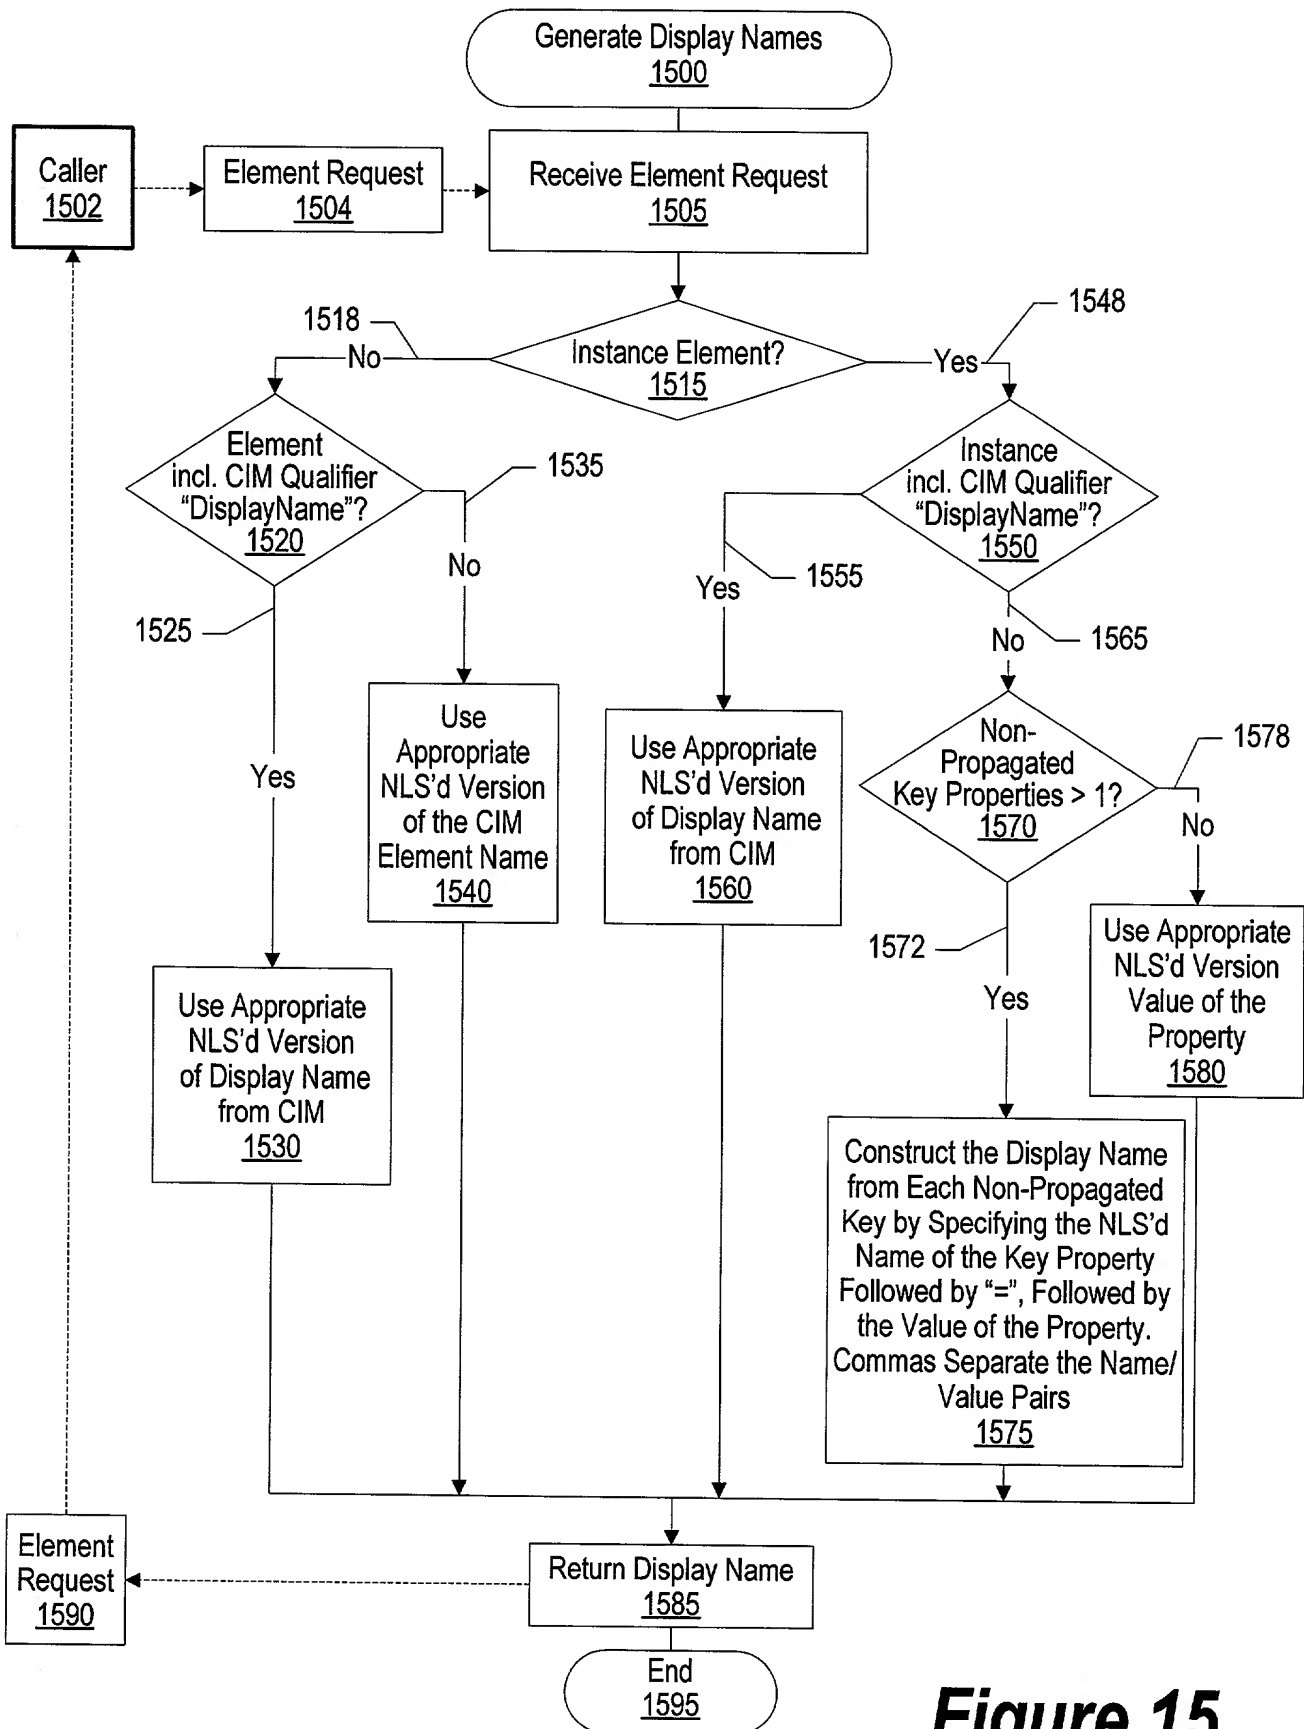 Generate Display Names
1500
Caller
1502
Element Request
1504
Receive Element Request
1505
1518
1548
No
Instance Element?
1515
Yes
Element
incl. CIM Qualifier
“DisplayName”?
1520
1535
No
1525
Yes
Instance
incl. CIM Qualifier
“DisplayName”?
1550
Yes
1555
No
1565
Use
Appropriate
NLS’d Version
of the CIM
Element Name
1540
Use Appropriate
NLS’d Version
of Display Name
from CIM
1560
Non-
Propagated
Key Properties > 1?
1570
1578
No
1572
Yes
Use Appropriate
NLS’d Version
Value of the
Property
1580
Use Appropriate
NLS’d Version
of Display Name
from CIM
1530
Construct the Display Name
from Each Non-Propagated
Key by Specifying the NLS’d
Name of the Key Property
Followed by “=”, Followed by
the Value of the Property.
Commas Separate the Name/
Value Pairs
1575
Element
Request
1590
Return Display Name
1585
End
1595
Figure 15